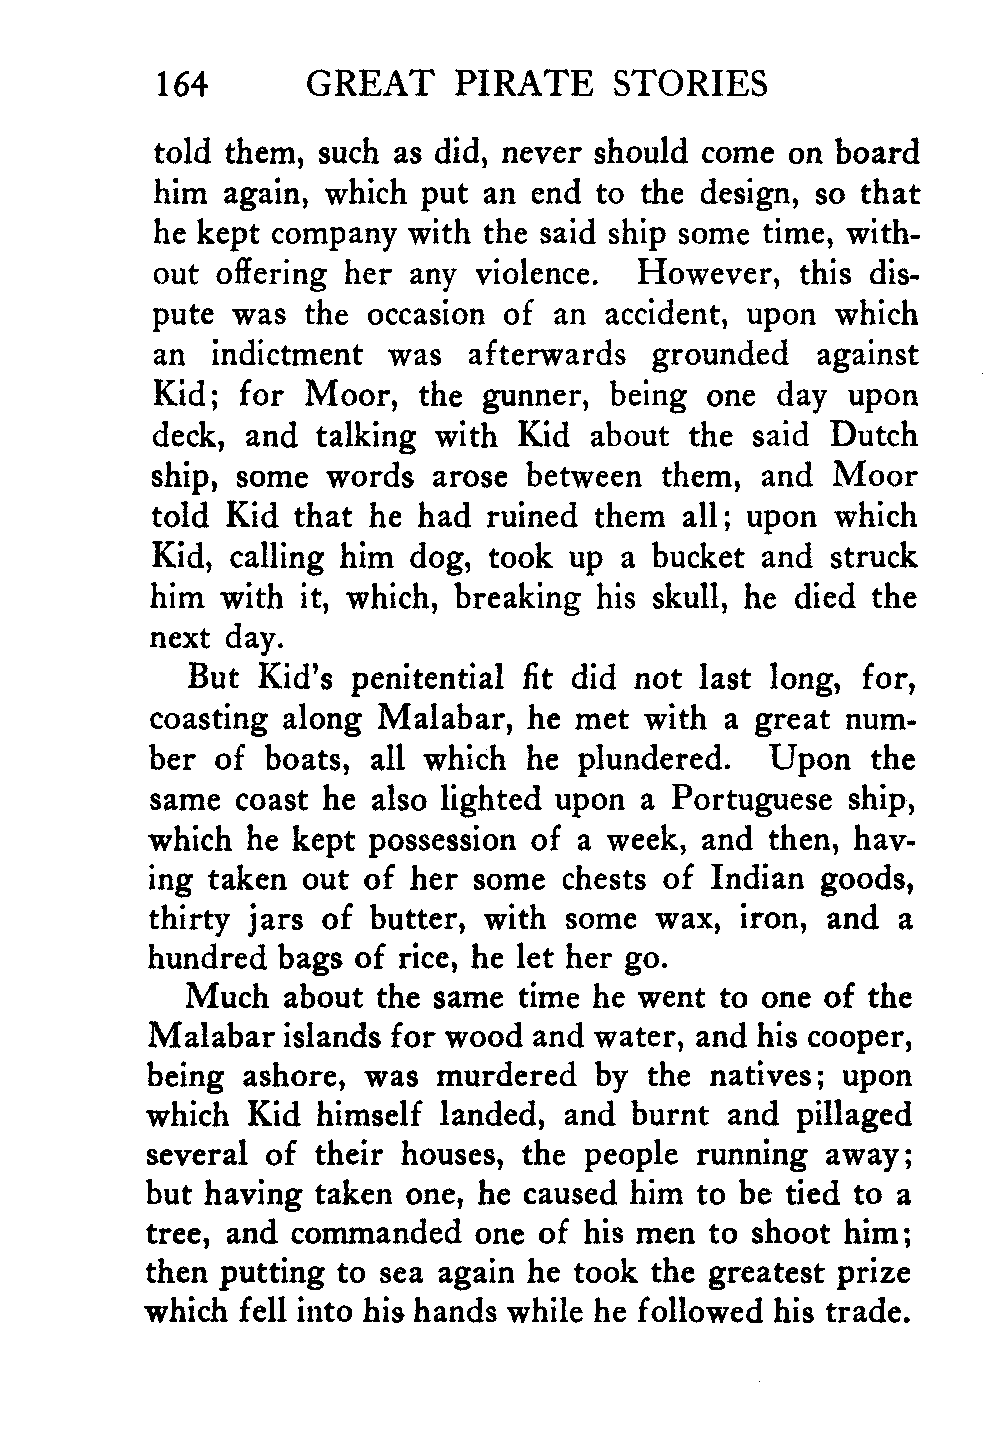 164 GREAT PIRATE STORIES
told them, such as did, never should come on board
him again, which put an end to the design, so that
he kept company with the said ship some time, with-
out offering her any violence. However, this dis-
pute was the occasion of an accident, upon which
an indictment was afterwards grounded against
Kid; for Moor, the gunner, being one day upon
deck, and talking with Kid about the said Dutch
ship, some words arose between them, and Moor
told Kid that he had ruined them all; upon which
Kid, calling him dog, took up a bucket and struck
him with it, which, breaking his skull, he died the
next day.
But Kid's penitential fit did not last long, for,
coasting along Malabar, he met with a great num-
ber of boats, all which he plundered. Upon the
same coast he also lighted upon a Portuguese ship,
which he kept possession of a week, and then, hav-
ing taken out of her some chests of Indian goods,
thirty jars of butter, with some wax, iron, and a
hundred bags of rice, he let her go.
Much about the same time he went to one of the
Malabar islands for wood and water, and his cooper,
being ashore, was murdered by the natives; upon
which Kid himself landed, and burnt and pillaged
several of their houses, the people running away;
but having taken one, he caused him to be tied to a
tree, and commanded one of his men to shoot him;
then putting to sea again he took the greatest prize
which fell into his hands while he followed his trade.